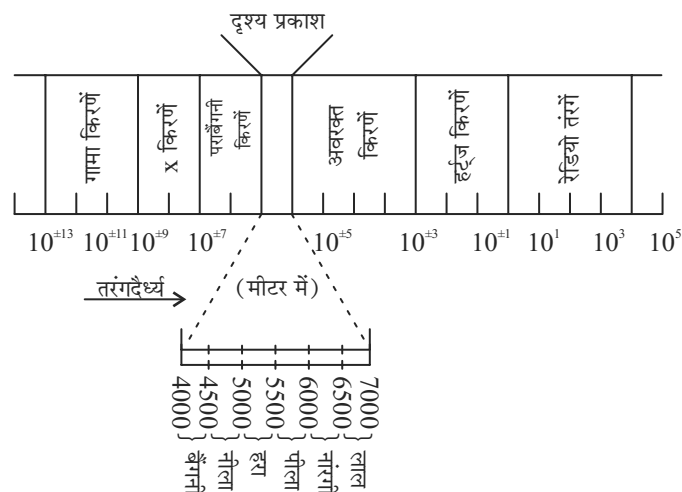 दृश्य प्रकाश
गामा किरणें
x किरणें
पराबैंगनी
किरणें
अवरक्त
किरणें
हर्ट्ज किरणें
रेडियो तंरगें
10±13 10±11 10±9 10±7 10±5 10±3 10±1 10¹ 10³ 10⁵
तरंगदैर्ध्य
(मीटर में)
4000 4500 5000 5500 6000 6500 7000
बैंगनी नीला हरा पीला नांरगी लाल